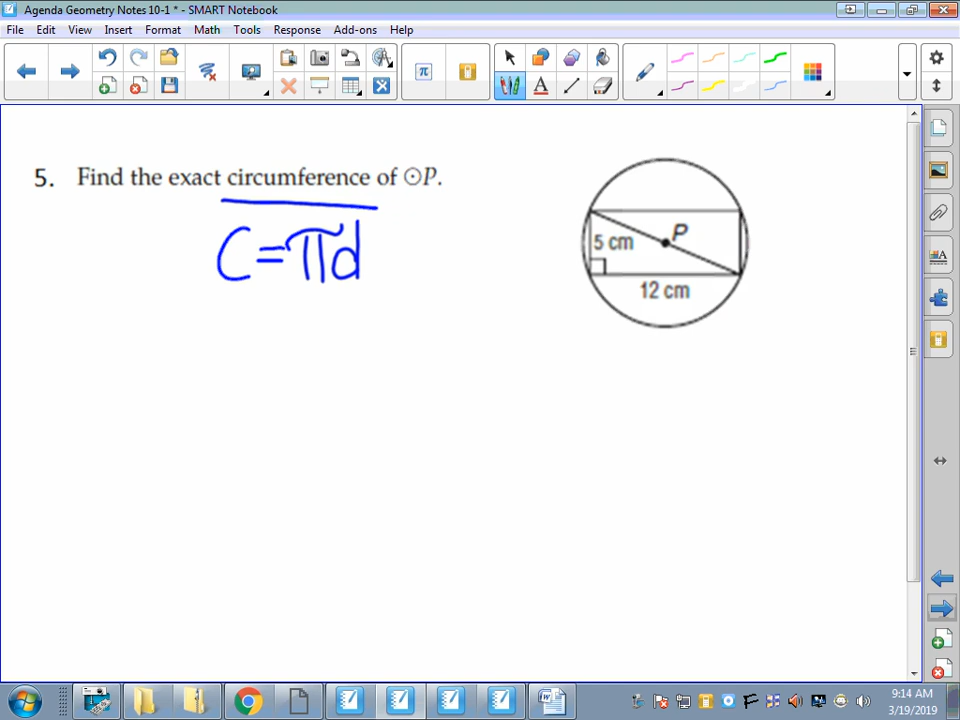 Agenda Geometry Notes 10-1 * - SMART Notebook
File Edit View Insert Format Math Tools Response Add-ons Help
5. Find the exact circumference of ⊙P.
C=πd
P
5 cm
12 cm
9:14 AM
3/19/2019